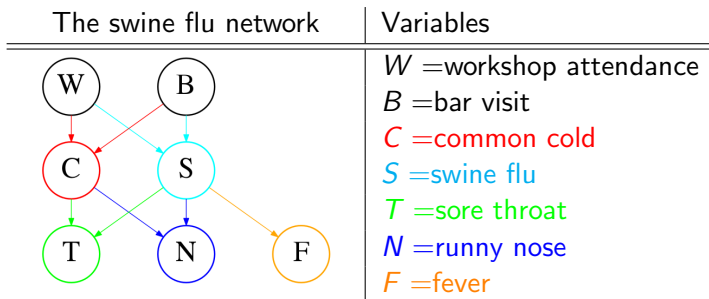 The swine flu network Variables
W B
C S
T N F
W =workshop attendance
B =bar visit
C =common cold
S =swine flu
T =sore throat
N =runny nose
F =fever